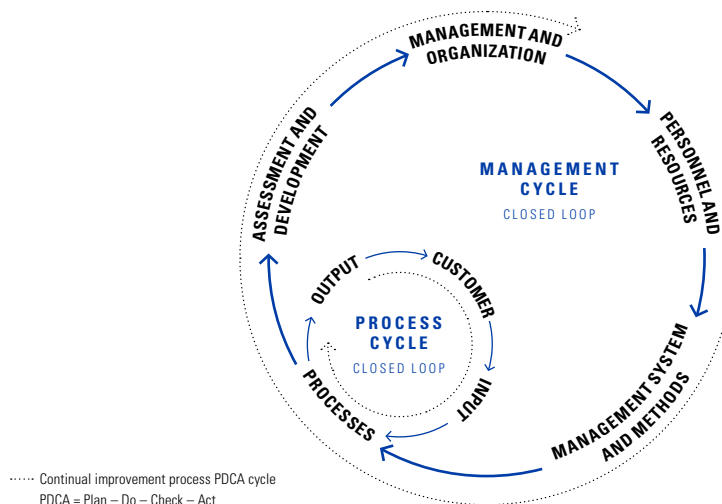 MANAGEMENT AND
ORGANIZATION
PERSONNEL AND
RESOURCES
MANAGEMENT SYSTEM
AND METHODS
PROCESSES
ASSESSMENT AND
DEVELOPMENT
MANAGEMENT
CYCLE
CLOSED LOOP
OUTPUT
CUSTOMER
INPUT
PROCESS
CYCLE
CLOSED LOOP
Continual improvement process PDCA cycle
PDCA = Plan – Do – Check – Act